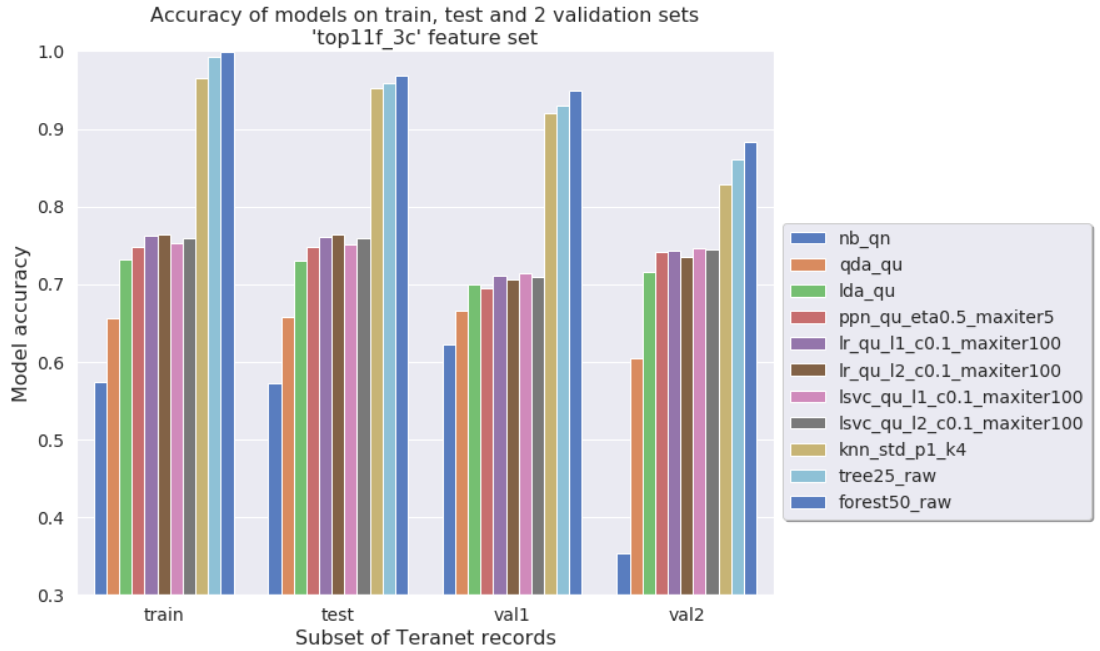 Accuracy of models on train, test and 2 validation sets
'top11f_3c' feature set
1.0
0.9
0.8
0.7
0.6
0.5
0.4
0.3
Model accuracy
train
test
val1
val2
Subset of Teranet records
nb_qn
qda_qu
lda_qu
ppn_qu_eta0.5_maxiter5
lr_qu_l1_c0.1_maxiter100
lr_qu_l2_c0.1_maxiter100
lsvc_qu_l1_c0.1_maxiter100
lsvc_qu_l2_c0.1_maxiter100
knn_std_p1_k4
tree25_raw
forest50_raw